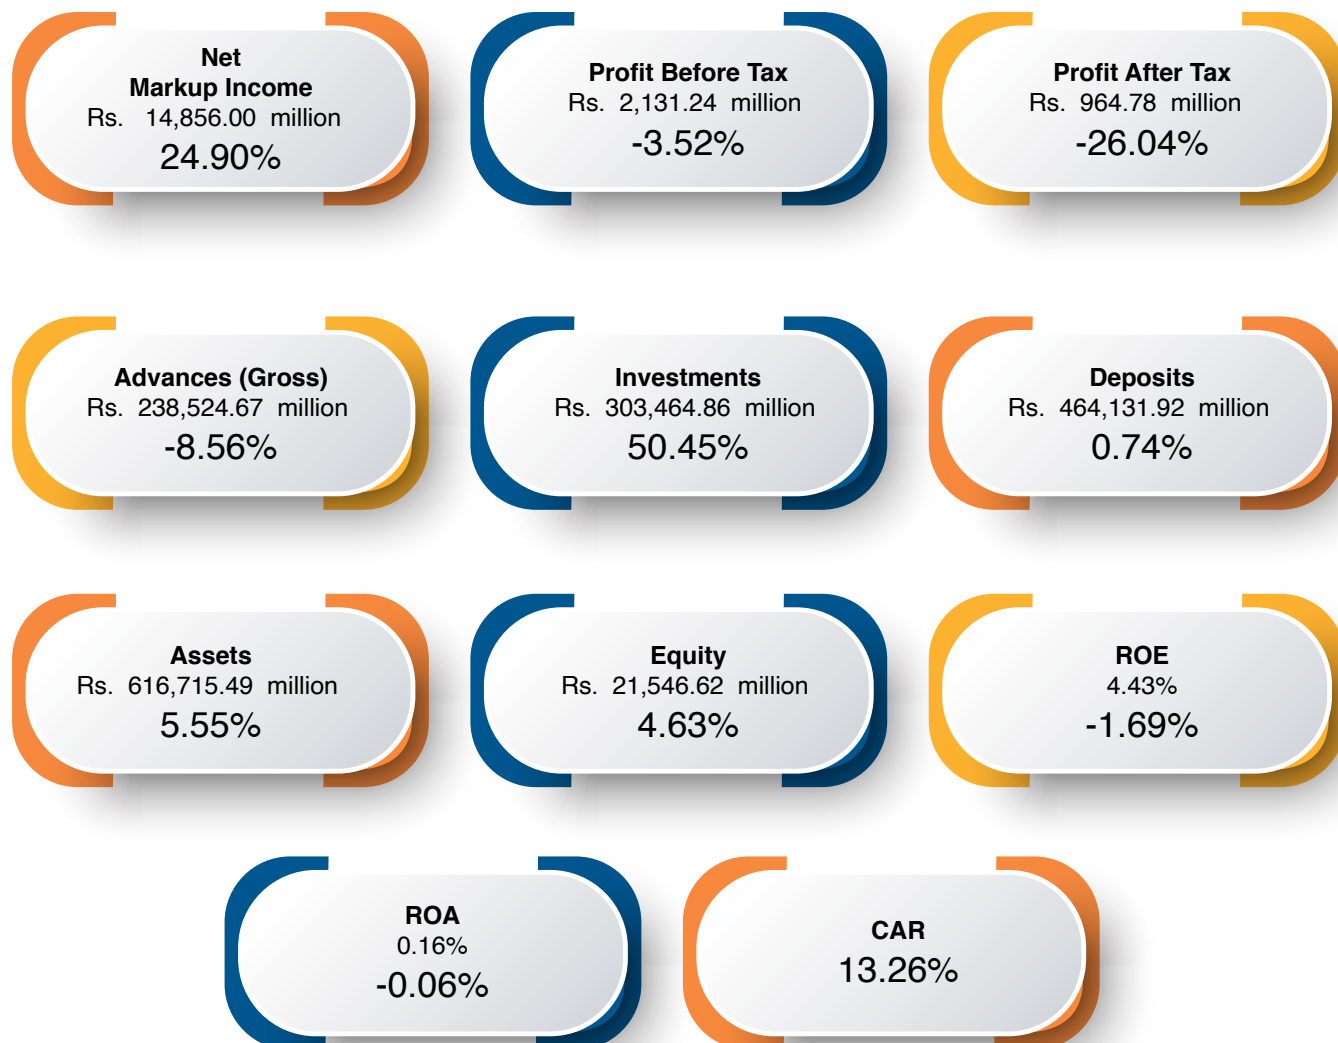 Net
Markup Income
Rs. 14,856.00 million
24.90%
Profit Before Tax
Rs. 2,131.24 million
-3.52%
Profit After Tax
Rs. 964.78 million
-26.04%
Advances (Gross)
Rs. 238,524.67 million
-8.56%
Investments
Rs. 303,464.86 million
50.45%
Deposits
Rs. 464,131.92 million
0.74%
Assets
Rs. 616,715.49 million
5.55%
Equity
Rs. 21,546.62 million
4.63%
ROE
4.43%
-1.69%
ROA
0.16%
-0.06%
CAR
13.26%